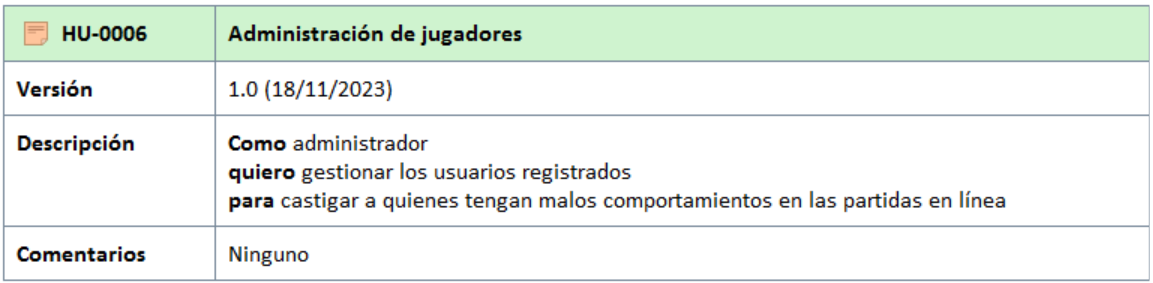 HU-0006 Administración de jugadores
Versión 1.0 (18/11/2023)
Descripción Como administrador
quiero gestionar los usuarios registrados
para castigar a quienes tengan malos comportamientos en las partidas en línea
Comentarios Ninguno